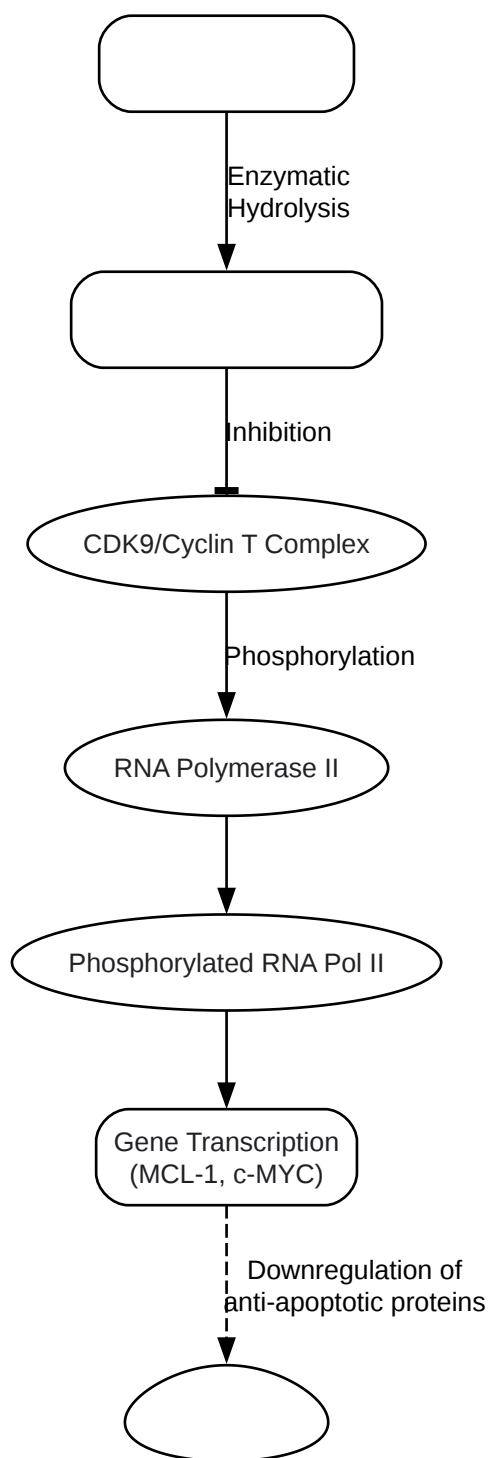 Enzymatic
Hydrolysis
Inhibition
CDK9/Cyclin T Complex
Phosphorylation
RNA Polymerase II
Phosphorylated RNA Pol II
Gene Transcription
(MCL-1, c-MYC)
Downregulation of
anti-apoptotic proteins